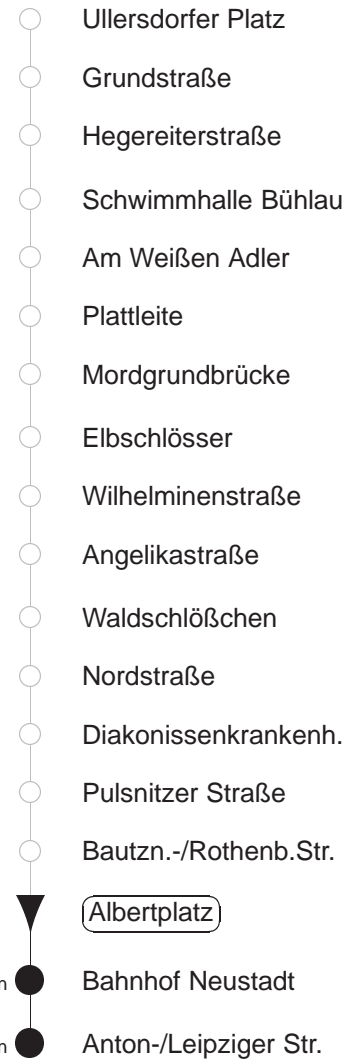 Ullersdorfer Platz
Grundstraße
Hegereiterstraße
Schwimmhalle Bühlau
Am Weißen Adler
Plattleite
Mordgrundbrücke
Elbschlösser
Wilhelminenstraße
Angelikastraße
Waldschlößchen
Nordstraße
Diakonissenkrankenh.
Pulsnitzer Straße
Bautzn.-/Rothenb.Str.
Albertplatz
Bahnhof Neustadt
Anton-/Leipziger Str.